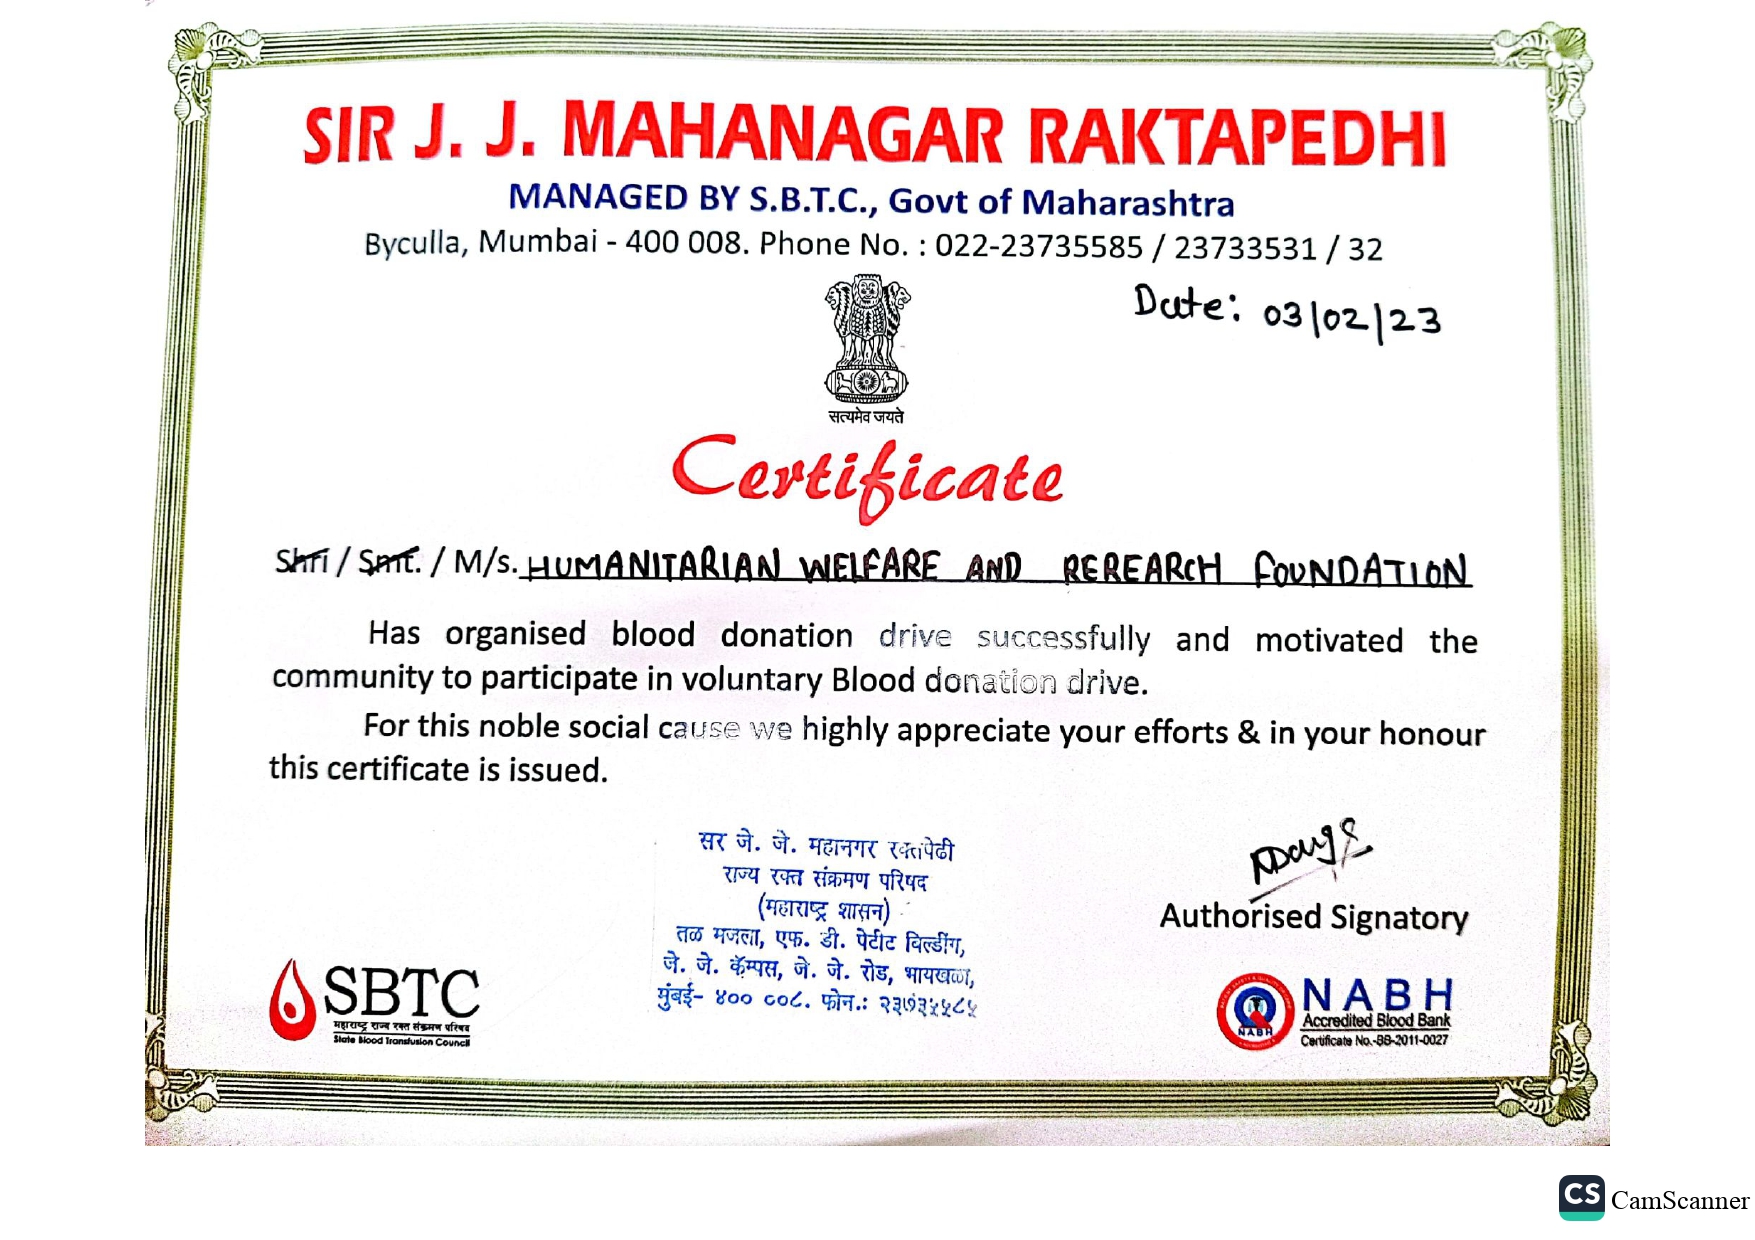 SIR J. J. MAHANAGAR RAKTAPEDHI
MANAGED BY S.B.T.C., Govt of Maharashtra
Byculla, Mumbai - 400 008. Phone No. : 022-23735585 / 23733531 / 32
Date: 03|02|23
सत्यमेव जयते
Certificate
Shri / Smt. / M/s. HUMANITARIAN WELFARE AND REREARCH FOUNDATION
Has organised blood donation drive successfully and motivated the
community to participate in voluntary Blood donation drive.
For this noble social cause we highly appreciate your efforts & in your honour
this certificate is issued.
सर जे. जे. महानगर रक्तपेढी
राज्य रक्त संक्रमण परिषद
(महाराष्ट्र शासन)
तळ मजला, एफ. डी. पेटीट बिल्डींग,
जे. जे. कॅम्पस, जे. जे. रोड, भायखळा,
मुंबई- ४०० ००८. फोन.: २३७३५५८५
Authorised Signatory
SBTC
महाराष्ट्र राज्य रक्त संक्रमण परिषद
State Blood Transfusion Council
NABH
NABH
Accredited Blood Bank
Certificate No.-BB-2011-0027
CS CamScanner